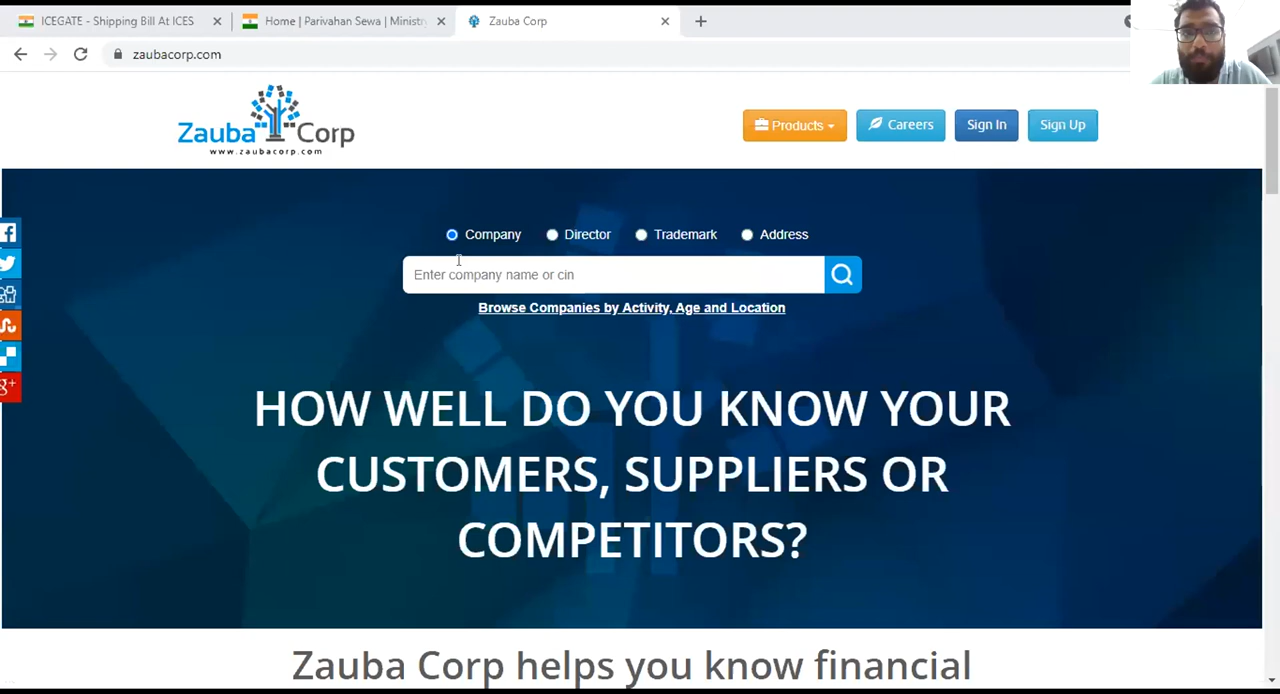 ICEGATE - Shipping Bill At ICES
Home | Parivahan Sewa | Ministry
Zauba Corp
zaubacorp.com
Zauba Corp
www.zaubacorp.com
Products
Careers
Sign In
Sign Up
Company
Director
Trademark
Address
Enter company name or cin
Browse Companies by Activity, Age and Location
HOW WELL DO YOU KNOW YOUR
CUSTOMERS, SUPPLIERS OR
COMPETITORS?
Zauba Corp helps you know financial
g+